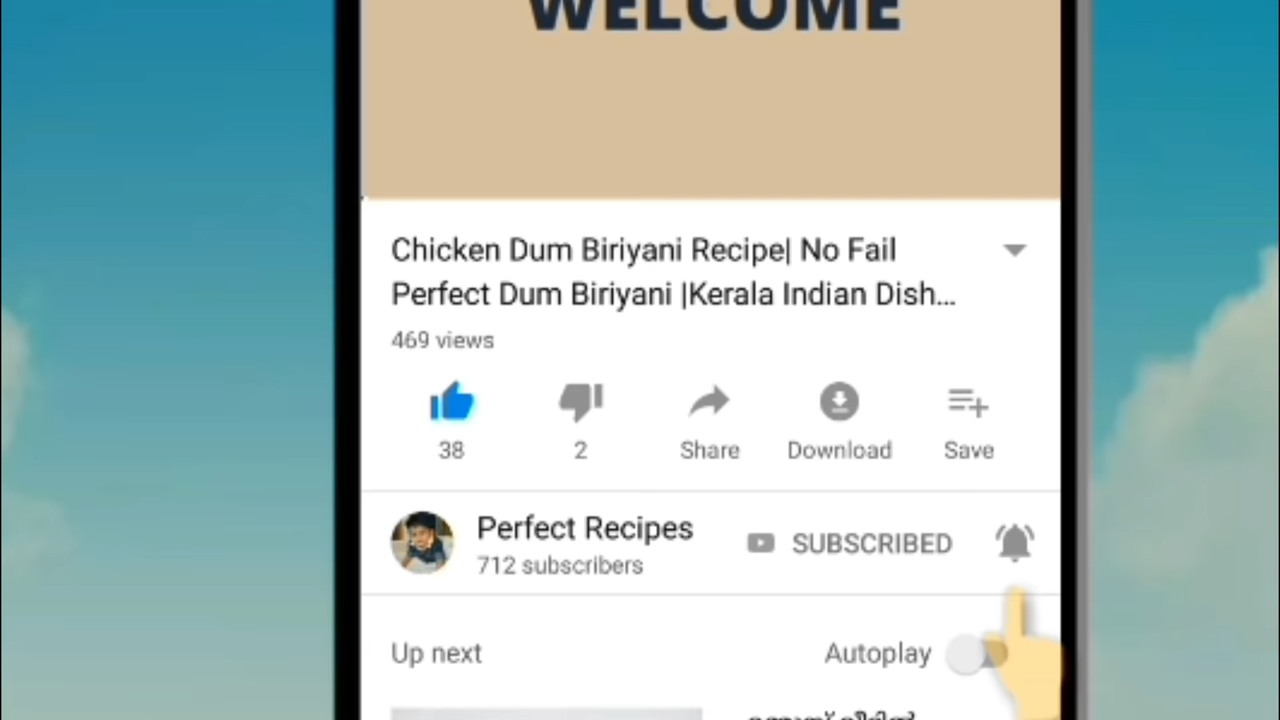 WELCOME
Chicken Dum Biriyani Recipe| No Fail
Perfect Dum Biriyani |Kerala Indian Dish...
469 views
38
2
Share
Download
Save
Perfect Recipes
712 subscribers
SUBSCRIBED
Up next
Autoplay